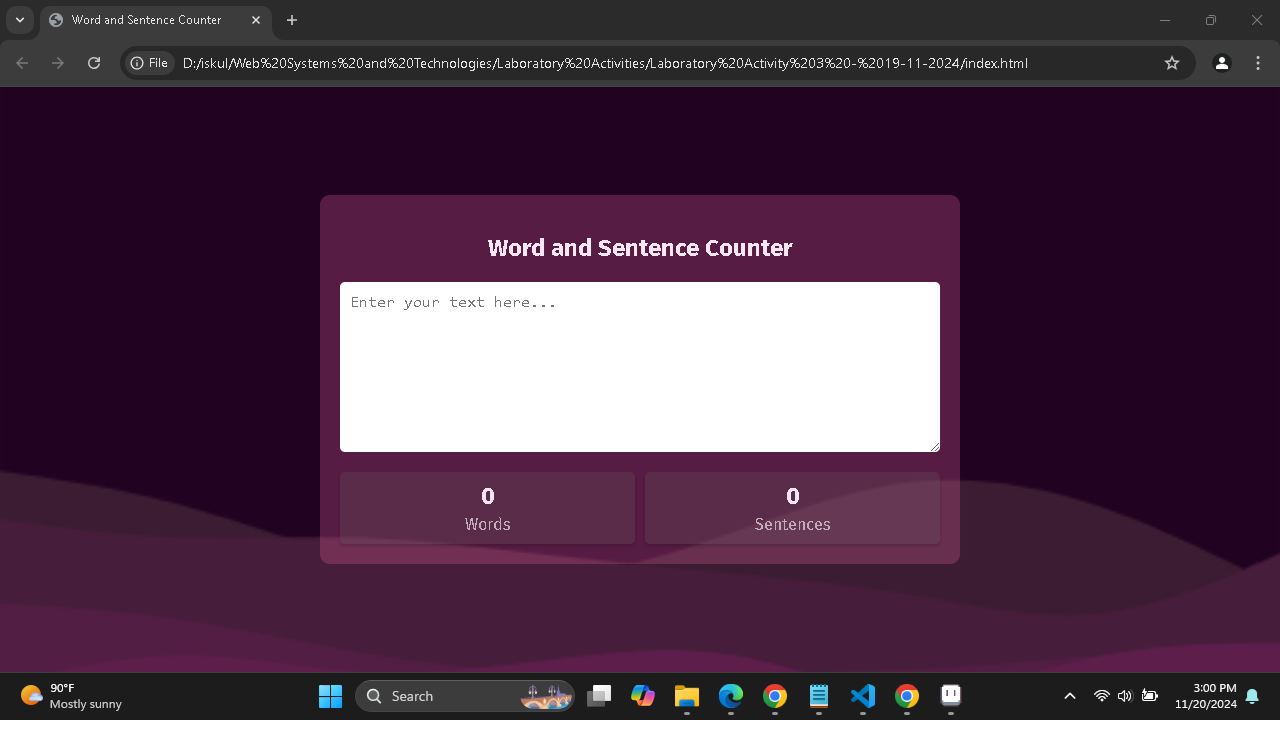 Word and Sentence Counter
File D:/iskul/Web%20Systems%20and%20Technologies/Laboratory%20Activities/Laboratory%20Activity%203%20-%2019-11-2024/index.html
Word and Sentence Counter
Enter your text here...
0 0
Words Sentences
90°F
Mostly sunny
Search
3:00 PM
11/20/2024